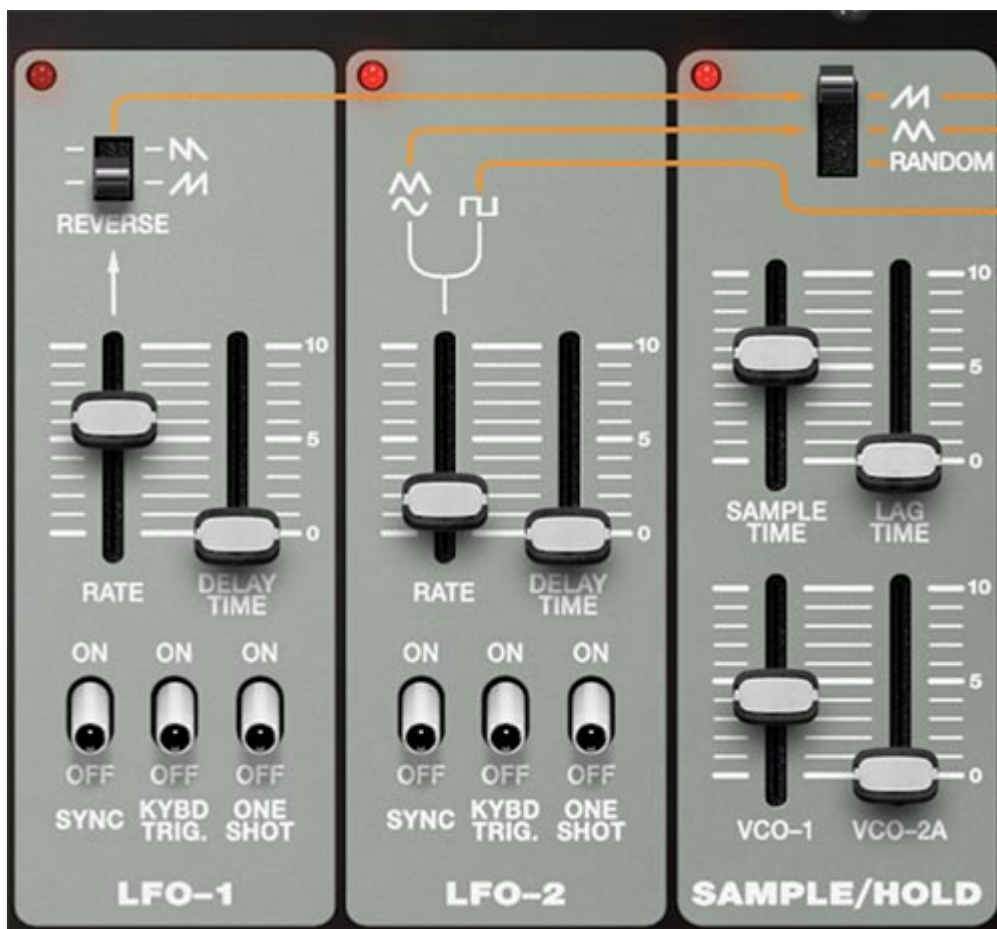 REVERSE
10
5
0
RATE
DELAY
TIME
ON ON ON
OFF OFF OFF
SYNC KYBD TRIG. ONE SHOT
LFO-1
10
5
0
RATE
DELAY
TIME
ON ON ON
OFF OFF OFF
SYNC KYBD TRIG. ONE SHOT
LFO-2
RANDOM
10
5
0
SAMPLE
TIME
LAG
TIME
10
5
0
VCO-1 VCO-2A
SAMPLE/HOLD